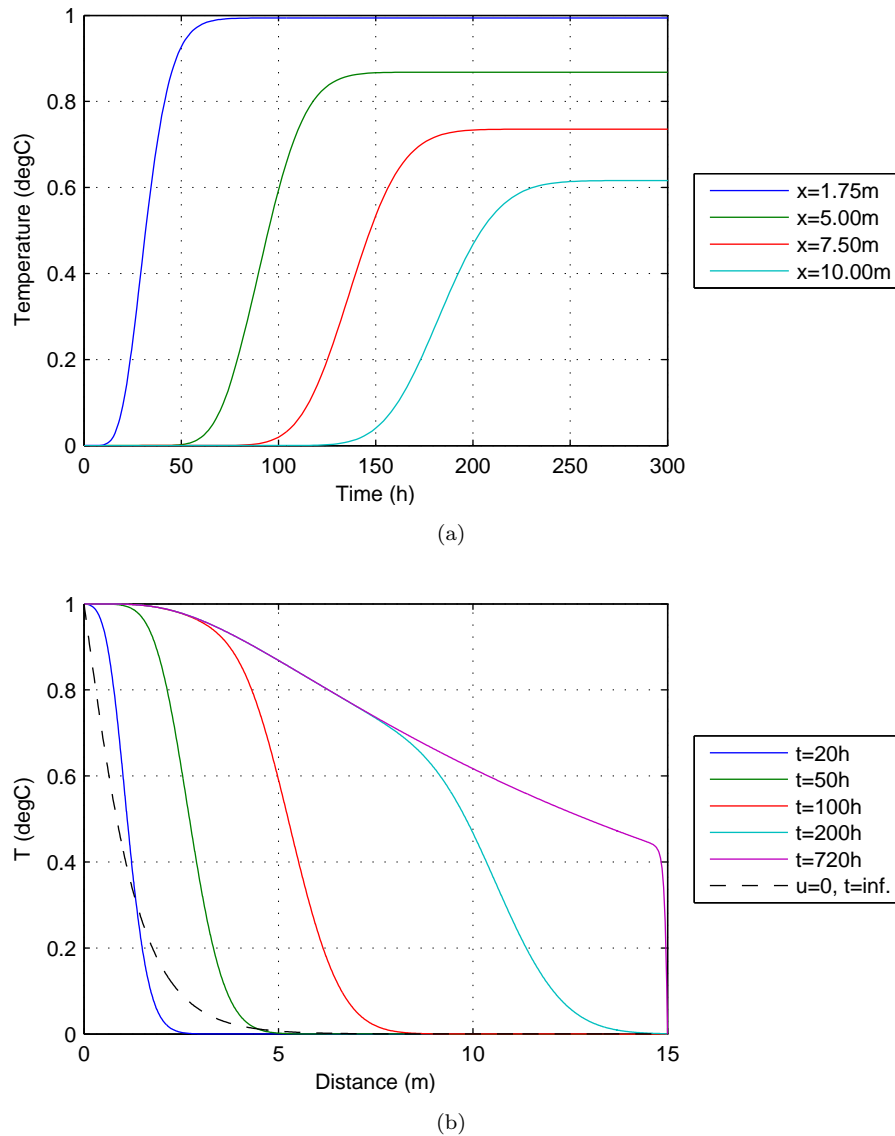 1
0.8
0.6
0.4
0.2
0
Temperature (degC)
0 50 100 150 200 250 300
Time (h)
x=1.75m
x=5.00m
x=7.50m
x=10.00m
(a)
1
0.8
0.6
0.4
0.2
0
T (degC)
0 5 10 15
Distance (m)
t=20h
t=50h
t=100h
t=200h
t=720h
u=0, t=inf.
(b)